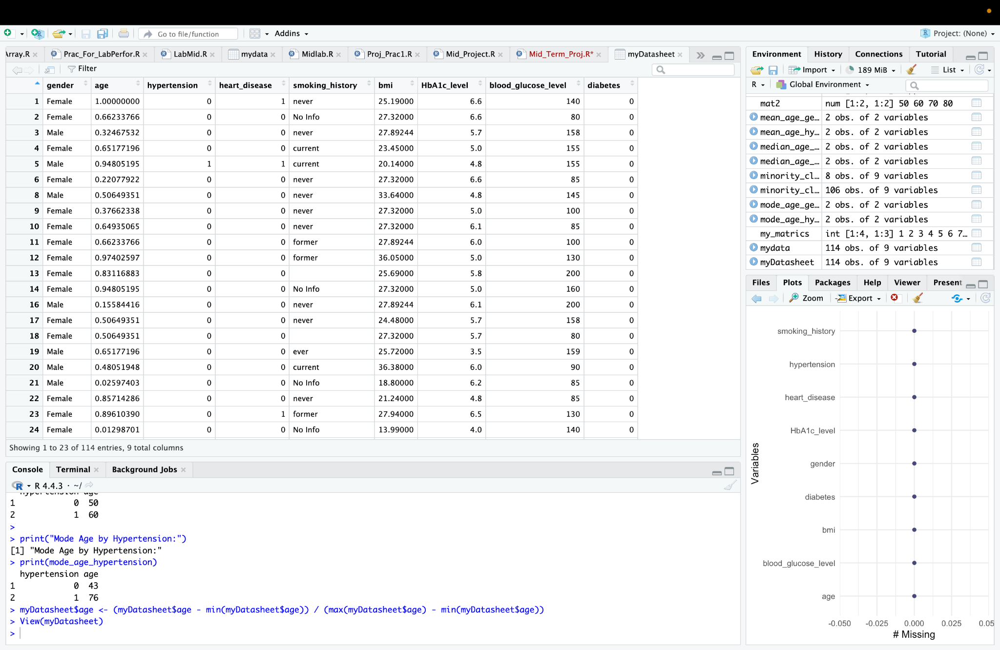 Go to file/function
Addins
Project: (None)
Array.R
Prac_For_LabPerfor.R
LabMid.R
mydata
Midlab.R
Proj_Prac1.R
Mid_Project.R
Mid_Term_Proj.R*
myDatasheet
Filter
gender age hypertension heart_disease smoking_history bmi HbA1c_level blood_glucose_level diabetes
1 Female 1.00000000 0 1 never 25.19000 6.6 140 0
2 Female 0.66233766 0 0 No Info 27.32000 6.6 80 0
3 Male 0.32467532 0 0 never 27.89244 5.7 158 0
4 Female 0.65177196 0 0 current 23.45000 5.0 155 0
5 Male 0.94805195 1 1 current 20.14000 4.8 155 0
6 Female 0.22077922 0 0 never 27.32000 6.6 85 0
8 Male 0.50649351 0 0 never 33.64000 4.8 145 0
9 Female 0.37662338 0 0 never 27.32000 5.0 100 0
10 Female 0.64935065 0 0 never 27.32000 6.1 85 0
11 Female 0.66233766 0 0 former 27.89244 6.0 100 0
12 Female 0.97402597 0 0 former 36.05000 5.0 130 0
13 Female 0.83116883 0 0 25.69000 5.8 200 0
14 Female 0.94805195 0 0 No Info 27.32000 5.0 160 0
16 Male 0.15584416 0 0 never 27.89244 6.1 200 0
17 Female 0.50649351 0 0 never 24.48000 5.7 158 0
18 Female 0.50649351 0 0 27.32000 5.7 80 0
19 Male 0.65177196 0 0 ever 25.72000 3.5 159 0
20 Male 0.48051948 0 0 current 36.38000 6.0 90 0
21 Male 0.02597403 0 0 No Info 18.80000 6.2 85 0
22 Female 0.85714286 0 0 never 21.24000 4.8 85 0
23 Female 0.89610390 0 1 former 27.94000 6.5 130 0
24 Female 0.01298701 0 0 No Info 13.99000 4.0 140 0
Showing 1 to 23 of 114 entries, 9 total columns
Console
Terminal
Background Jobs
R 4.4.3 · ~/
hypertension age
1 0 50
2 1 60
>
> print("Mode Age by Hypertension:")
[1] "Mode Age by Hypertension:"
> print(mode_age_hypertension)
hypertension age
1 0 43
2 1 76
> myDatasheet$age <- (myDatasheet$age - min(myDatasheet$age)) / (max(myDatasheet$age) - min(myDatasheet$age))
> View(myDatasheet)
>
Environment
History
Connections
Tutorial
Import
189 MiB
List
R
Global Environment
mat2 num [1:2, 1:2] 50 60 70 80
mean_age_ge… 2 obs. of 2 variables
mean_age_hy… 2 obs. of 2 variables
median_age_… 2 obs. of 2 variables
median_age_… 2 obs. of 2 variables
minority_cl… 8 obs. of 9 variables
minority_cl… 106 obs. of 9 variables
mode_age_ge… 2 obs. of 2 variables
mode_age_hy… 2 obs. of 2 variables
my_matrics int [1:4, 1:3] 1 2 3 4 5 6 7…
mydata 114 obs. of 9 variables
myDatasheet 114 obs. of 9 variables
Files
Plots
Packages
Help
Viewer
Present
Zoom
Export
smoking_history
hypertension
heart_disease
HbA1c_level
gender
diabetes
bmi
blood_glucose_level
age
Variables
-0.050 -0.025 0.000 0.025 0.05
# Missing